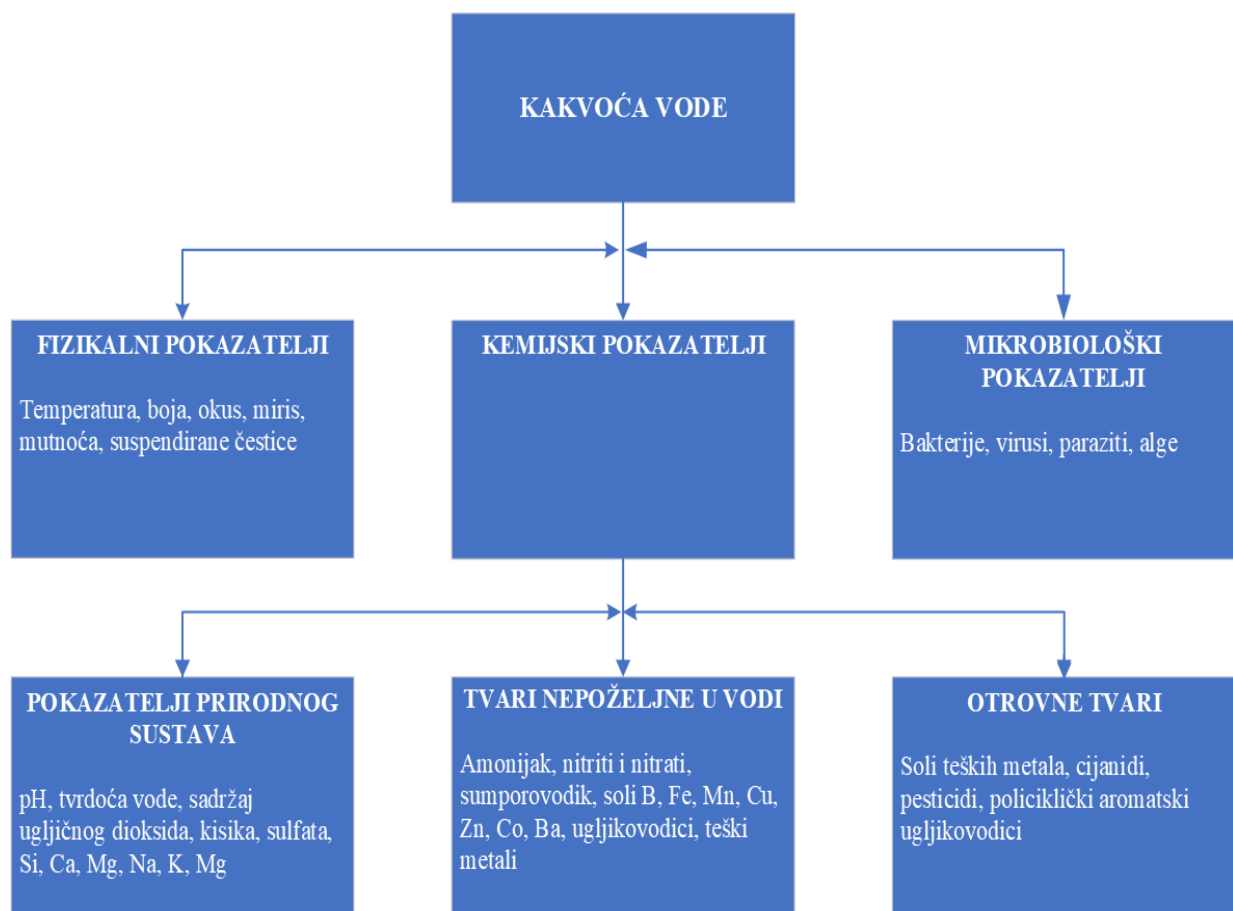 KAKVOĆA VODE
FIZIKALNI POKAZATELJI
Temperatura, boja, okus, miris,
mutnoća, suspendirane čestice
KEMIJSKI POKAZATELJI
MIKROBIOLOŠKI
POKAZATELJI
Bakterije, virusi, paraziti, alge
POKAZATELJI PRIRODNOG
SUSTAVA
pH, tvrdoća vode, sadržaj
ugljičnog dioksida, kisika, sulfata,
Si, Ca, Mg, Na, K, Mg
TVARI NEPOŽELJNE U VODI
Amonijak, nitriti i nitrati,
sumporovodik, soli B, Fe, Mn, Cu,
Zn, Co, Ba, ugljikovodici, teški
metali
OTROVNE TVARI
Soli teških metala, cijanidi,
pesticidi, policiklički aromatski
ugljikovodici